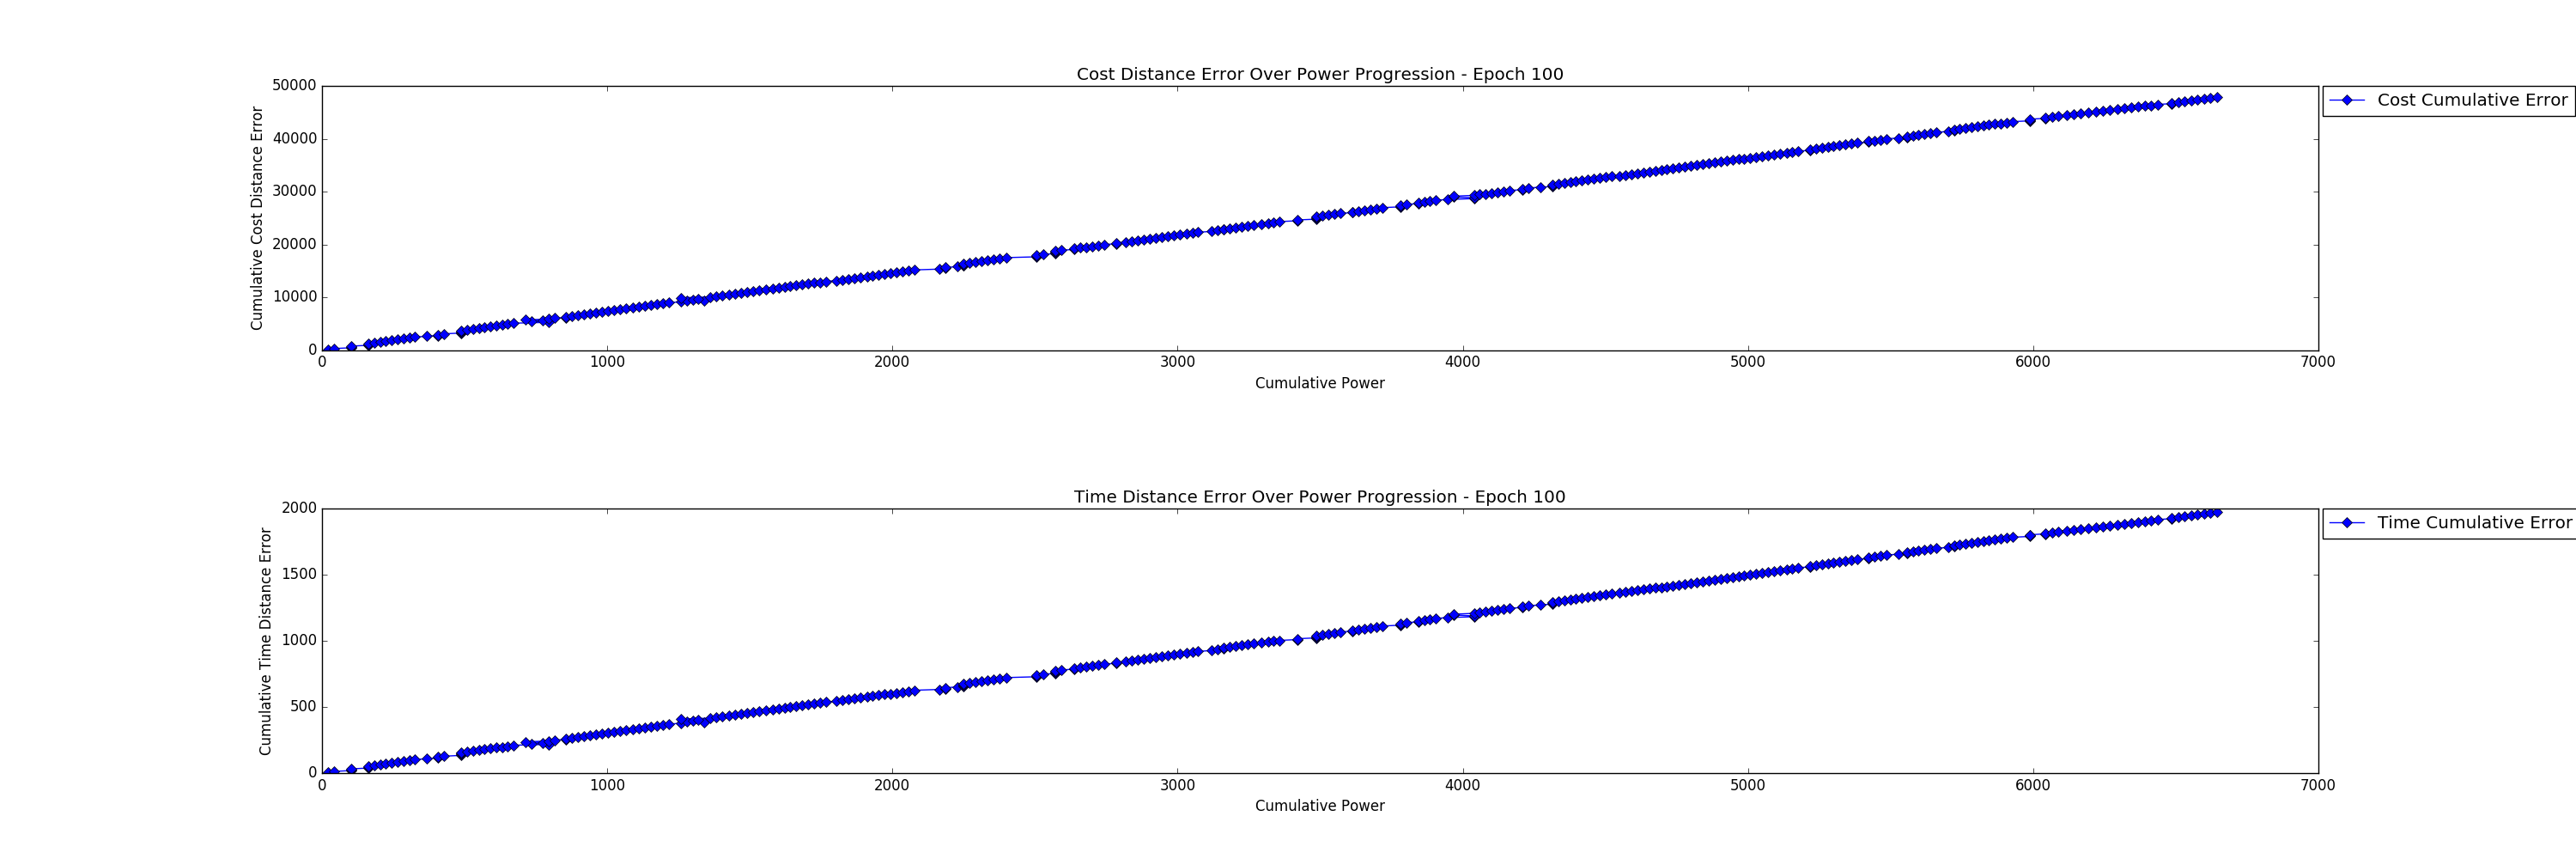 Cost Distance Error Over Power Progression - Epoch 100
50000
40000
30000
20000
10000
0
Cumulative Cost Distance Error
0 1000 2000 3000 4000 5000 6000 7000
Cumulative Power
Cost Cumulative Error
Time Distance Error Over Power Progression - Epoch 100
2000
1500
1000
500
0
Cumulative Time Distance Error
0 1000 2000 3000 4000 5000 6000 7000
Cumulative Power
Time Cumulative Error